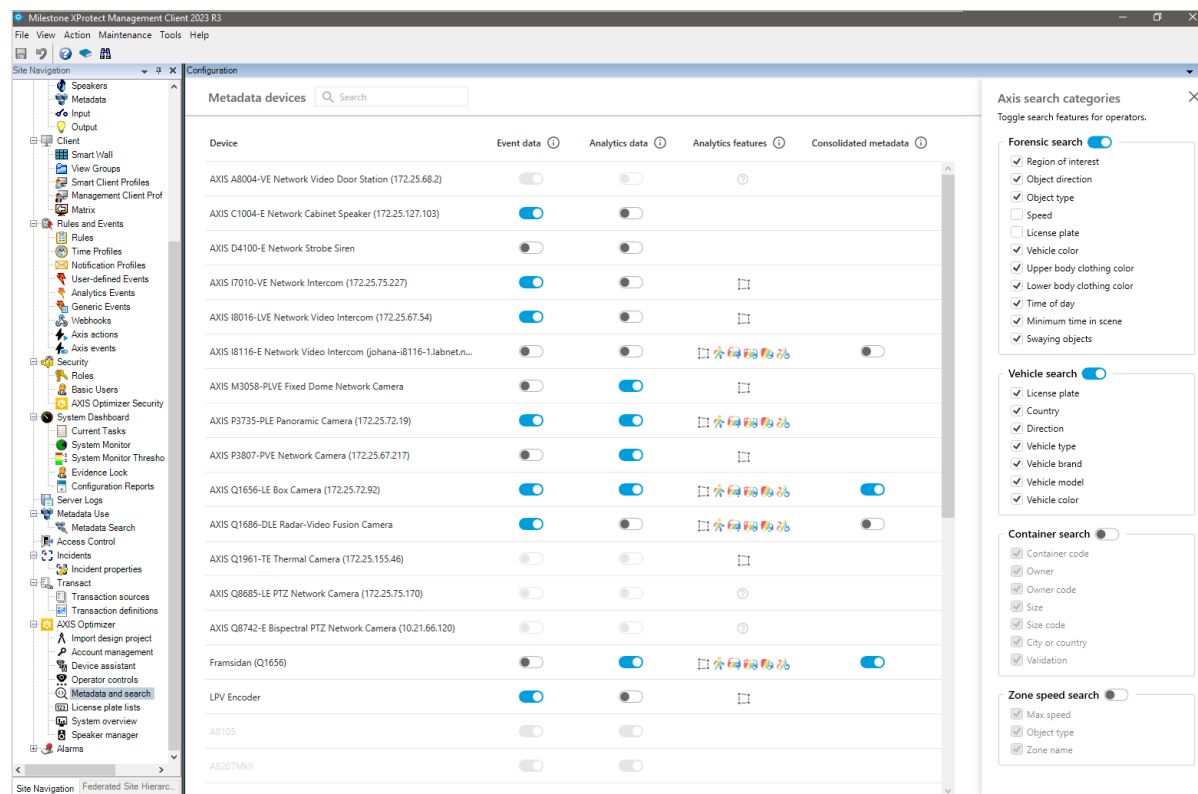 Milestone XProtect Management Client 2023 R3
File View Action Maintenance Tools Help
Site Navigation
Speakers
Metadata
Input
Output
Client
Smart Wall
View Groups
Smart Client Profiles
Management Client Prof
Matrix
Rules and Events
Rules
Time Profiles
Notification Profiles
User-defined Events
Analytics Events
Generic Events
Webhooks
Axis actions
Axis events
Security
Roles
Basic Users
AXIS Optimizer Security
System Dashboard
Current Tasks
System Monitor
System Monitor Thresho
Evidence Lock
Configuration Reports
Server Logs
Metadata Use
Metadata Search
Access Control
Incidents
Incident properties
Transact
Transaction sources
Transaction definitions
AXIS Optimizer
Import design project
Account management
Device assistant
Operator controls
Metadata and search
License plate lists
System overview
Speaker manager
Alarms
Site Navigation Federated Site Hierarc...
Configuration
Metadata devices Search
Device Event data Analytics data Analytics features Consolidated metadata
AXIS A8004-VE Network Video Door Station (172.25.68.2)
AXIS C1004-E Network Cabinet Speaker (172.25.127.103)
AXIS D4100-E Network Strobe Siren
AXIS I7010-VE Network Intercom (172.25.75.227)
AXIS I8016-LVE Network Video Intercom (172.25.67.54)
AXIS I8116-E Network Video Intercom (johana-i8116-1.labnet.n...
AXIS M3058-PLVE Fixed Dome Network Camera
AXIS P3735-PLE Panoramic Camera (172.25.72.19)
AXIS P3807-PVE Network Camera (172.25.67.217)
AXIS Q1656-LE Box Camera (172.25.72.92)
AXIS Q1686-DLE Radar-Video Fusion Camera
AXIS Q1961-TE Thermal Camera (172.25.155.46)
AXIS Q8685-LE PTZ Network Camera (172.25.75.170)
AXIS Q8742-E Bispectral PTZ Network Camera (10.21.66.120)
Framsidan (Q1656)
LPV Encoder
A8105
A8207MkII
Axis search categories
Toggle search features for operators.
Forensic search
Region of interest
Object direction
Object type
Speed
License plate
Vehicle color
Upper body clothing color
Lower body clothing color
Time of day
Minimum time in scene
Swaying objects
Vehicle search
License plate
Country
Direction
Vehicle type
Vehicle brand
Vehicle model
Vehicle color
Container search
Container code
Owner
Owner code
Size
Size code
City or country
Validation
Zone speed search
Max speed
Object type
Zone name